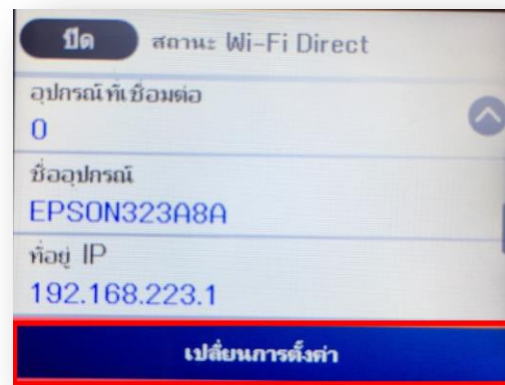 ปิด สถานะ Wi-Fi Direct
อุปกรณ์ที่เชื่อมต่อ
0
ชื่ออุปกรณ์
EPSON323A8A
ที่อยู่ IP
192.168.223.1
เปลี่ยนการตั้งค่า